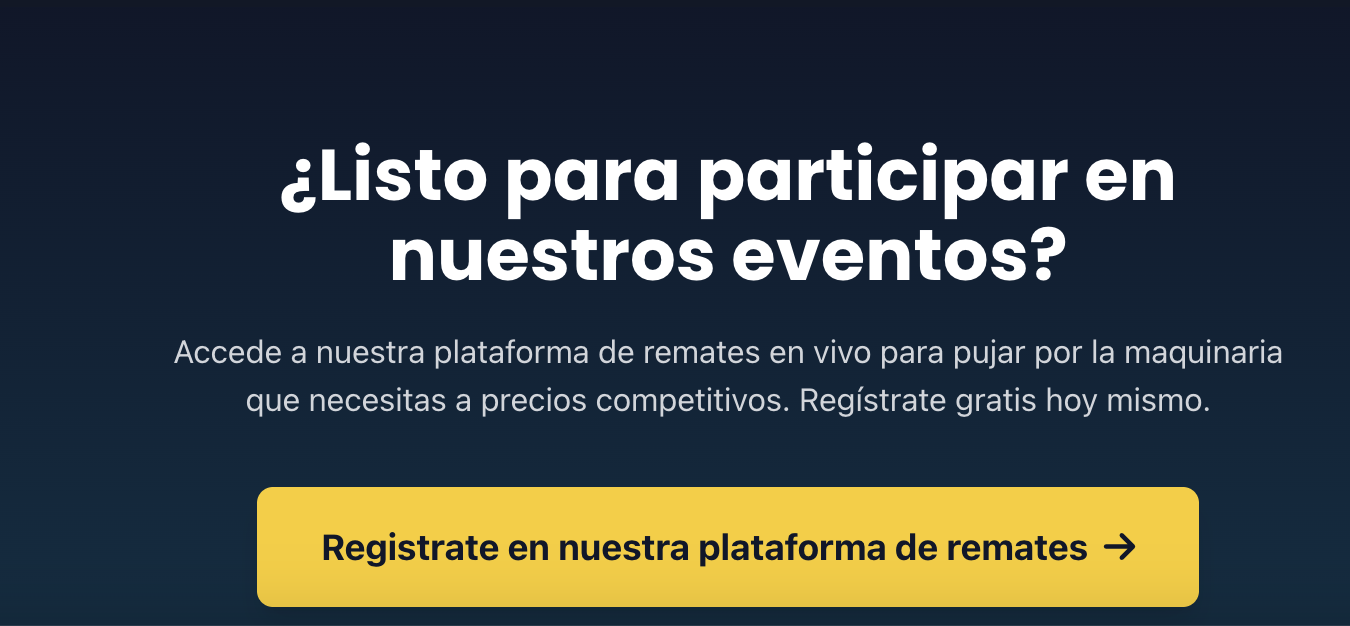 ¿Listo para participar en
nuestros eventos?
Accede a nuestra plataforma de remates en vivo para pujar por la maquinaria
que necesitas a precios competitivos. Regístrate gratis hoy mismo.
Registrate en nuestra plataforma de remates →